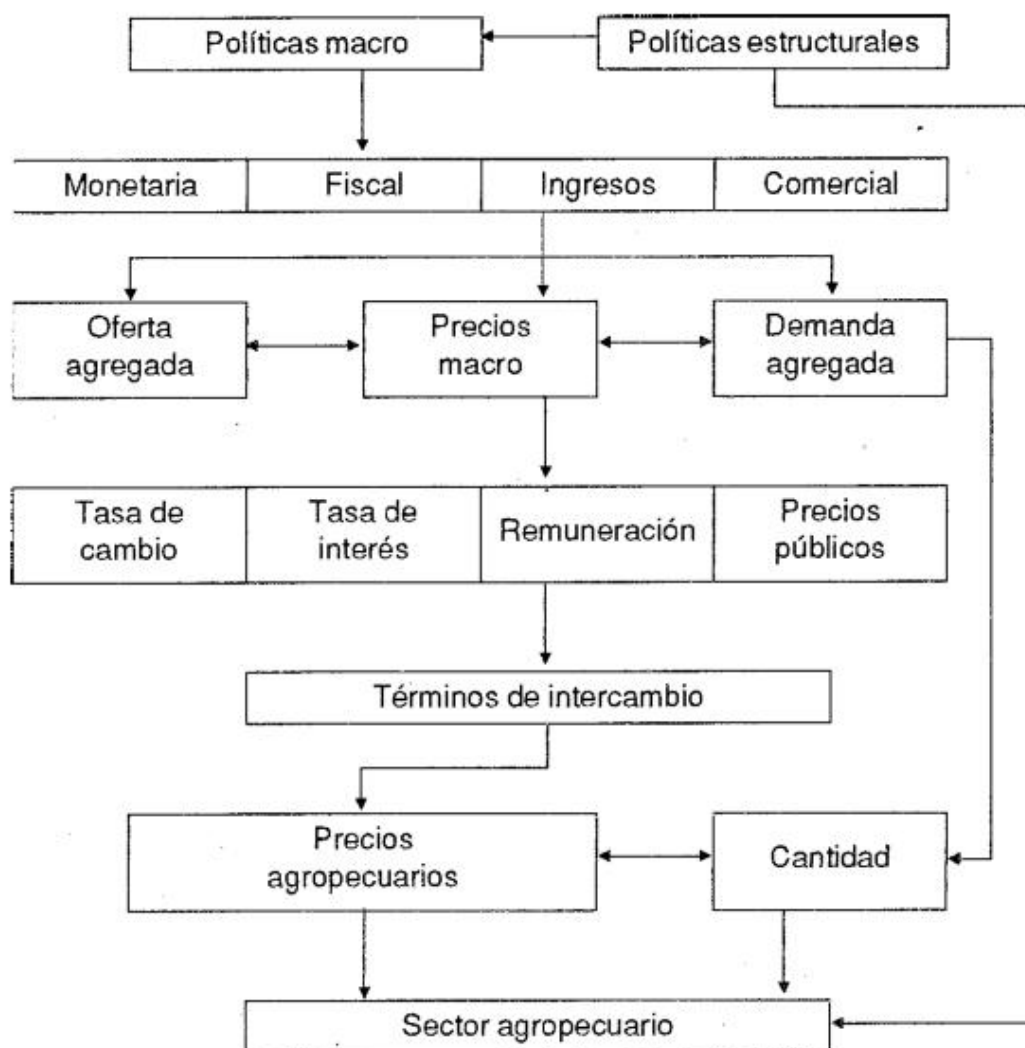 Políticas macro
Políticas estructurales
Monetaria
Fiscal
Ingresos
Comercial
Oferta
agregada
Precios
macro
Demanda
agregada
Tasa de
cambio
Tasa de
interés
Remuneración
Precios
públicos
Términos de intercambio
Precios
agropecuarios
Cantidad
Sector agropecuario